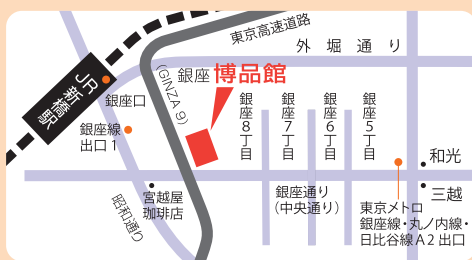 東京高速道路
外堀通り
JR新橋駅
銀座口
銀座線
出口1
(GINZA 9)
銀座 博品館
銀座8丁目
銀座7丁目
銀座6丁目
銀座5丁目
和光
三越
宮越屋
珈琲店
昭和通り
銀座通り
(中央通り)
東京メトロ
銀座線・丸ノ内線・
日比谷線A2出口